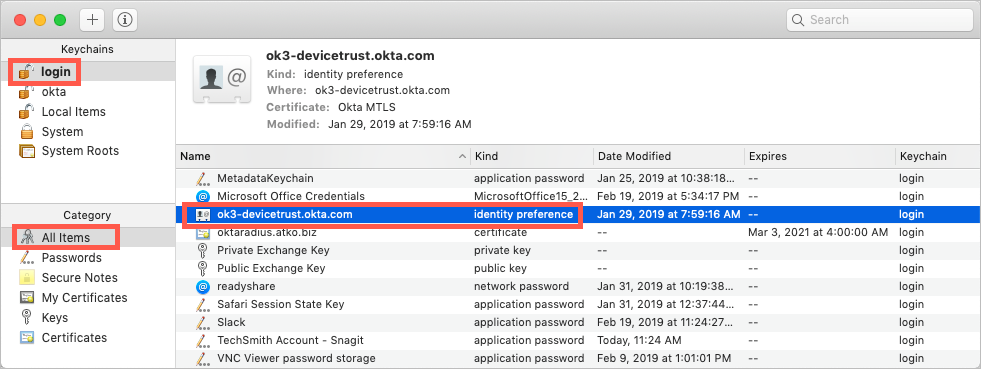 Search
Keychains
login
okta
Local Items
System
System Roots
ok3-devicetrust.okta.com
Kind: identity preference
Where: ok3-devicetrust.okta.com
Certificate: Okta MTLS
Modified: Jan 29, 2019 at 7:59:16 AM
Category
All Items
Passwords
Secure Notes
My Certificates
Keys
Certificates
Name Kind Date Modified Expires Keychain
MetadataKeychain application password Jan 25, 2019 at 10:38:18... -- login
Microsoft Office Credentials MicrosoftOffice15_2... Feb 19, 2019 at 5:34:17 PM -- login
ok3-devicetrust.okta.com identity preference Jan 29, 2019 at 7:59:16 AM -- login
oktaradius.atko.biz certificate -- Mar 3, 2021 at 4:00:00 AM login
Private Exchange Key private key -- -- login
Public Exchange Key public key -- -- login
readyshare network password Jan 31, 2019 at 10:19:38... -- login
Safari Session State Key application password Jan 31, 2019 at 12:37:44... -- login
Slack application password Feb 19, 2019 at 11:24:27... -- login
TechSmith Account - Snagit application password Today, 11:24 AM -- login
VNC Viewer password storage application password Feb 9, 2019 at 1:01:01 PM -- login